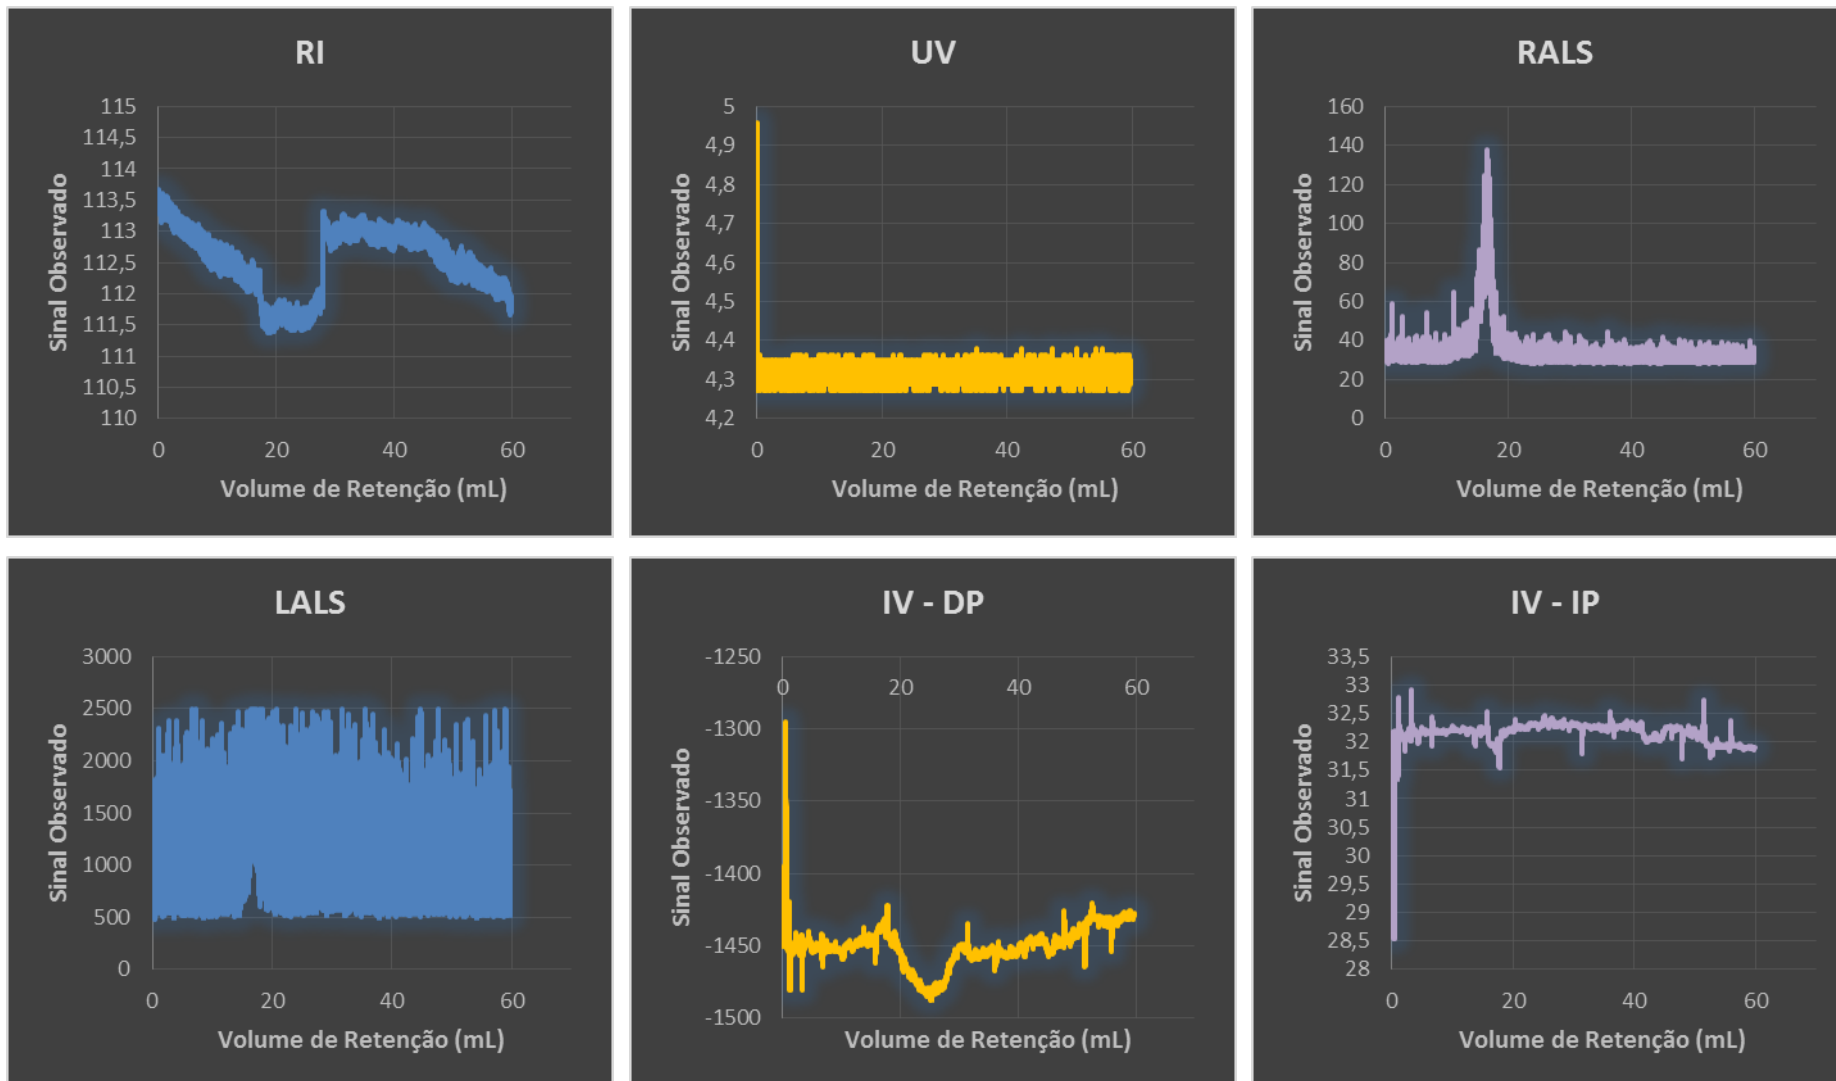 RI
115
114,5
114
113,5
113
112,5
112
111,5
111
110,5
110
0 20 40 60
Sinal Observado
Volume de Retenção (mL)
UV
5
4,9
4,8
4,7
4,6
4,5
4,4
4,3
4,2
0 20 40 60
Sinal Observado
Volume de Retenção (mL)
RALS
160
140
120
100
80
60
40
20
0
0 20 40 60
Sinal Observado
Volume de Retenção (mL)
LALS
3000
2500
2000
1500
1000
500
0
0 20 40 60
Sinal Observado
Volume de Retenção (mL)
IV - DP
-1250
0 20 40 60
-1300
-1350
-1400
-1450
-1500
Sinal Observado
Volume de Retenção (mL)
IV - IP
33,5
33
32,5
32
31,5
31
30,5
30
29,5
29
28,5
28
0 20 40 60
Sinal Observado
Volume de Retenção (mL)